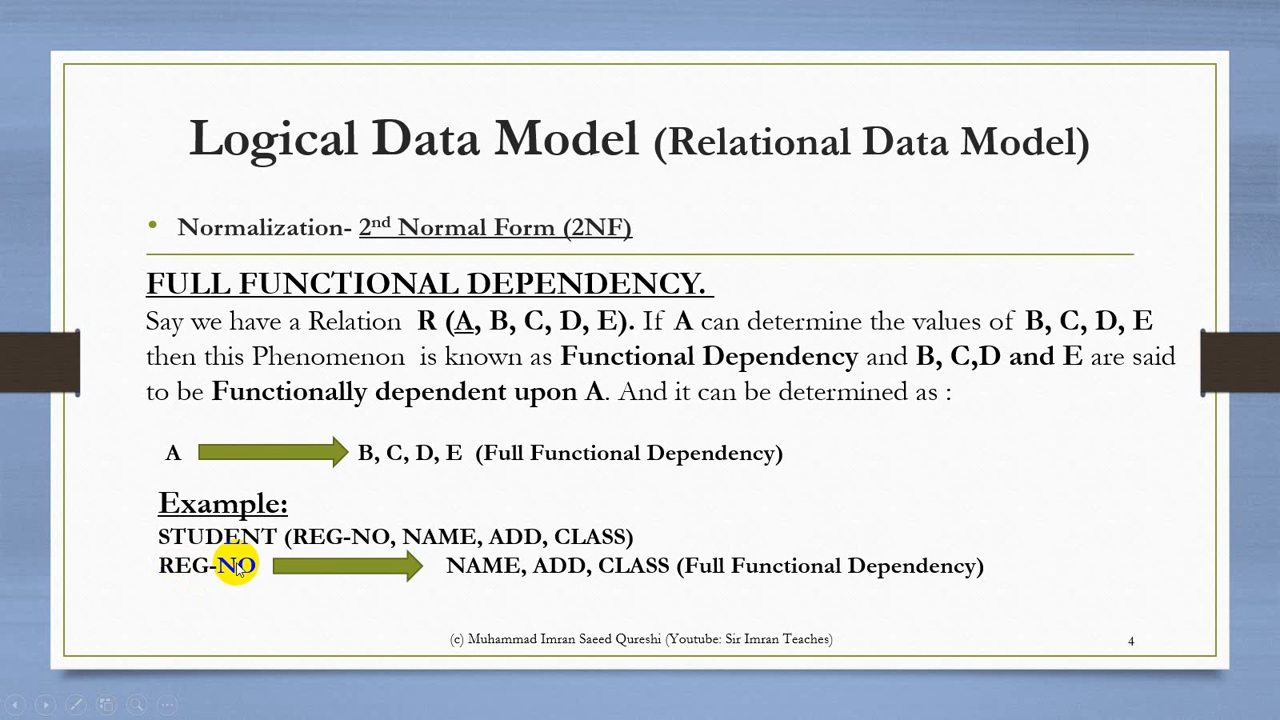 Logical Data Model (Relational Data Model)
• Normalization- 2nd Normal Form (2NF)
FULL FUNCTIONAL DEPENDENCY.
Say we have a Relation R (A, B, C, D, E). If A can determine the values of B, C, D, E
then this Phenomenon is known as Functional Dependency and B, C,D and E are said
to be Functionally dependent upon A. And it can be determined as :
A B, C, D, E (Full Functional Dependency)
Example:
STUDENT (REG-NO, NAME, ADD, CLASS)
REG-NO NAME, ADD, CLASS (Full Functional Dependency)
(c) Muhammad Imran Saeed Qureshi (Youtube: Sir Imran Teaches)
4